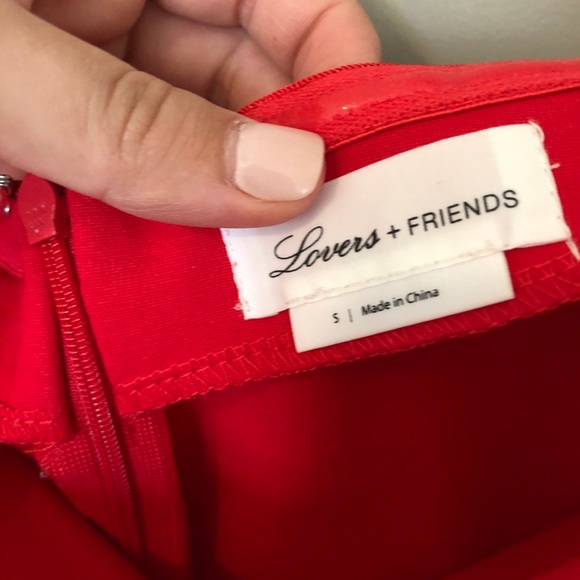 Lovers + FRIENDS
S | Made in China